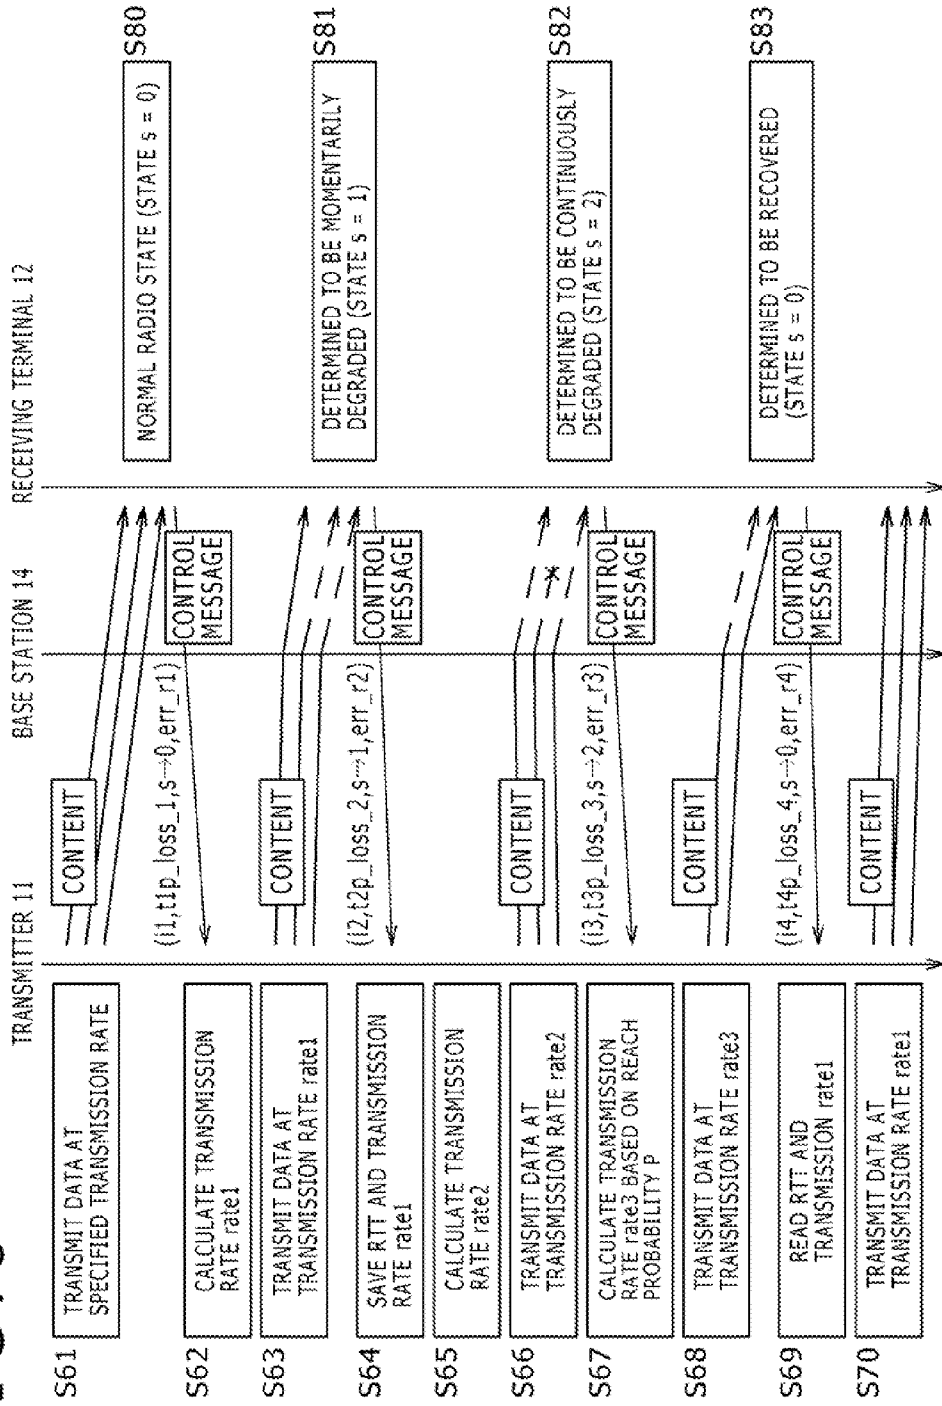 TRANSMITTER 11
BASE STATION 14
RECEIVING TERMINAL 12
S61
TRANSMIT DATA AT
SPECIFIED TRANSMISSION RATE
CONTENT
NORMAL RADIO STATE (STATE s = 0)
S80
CONTROL
MESSAGE
(i1,t1p_loss_1,s→0,err_r1)
S62
CALCULATE TRANSMISSION
RATE rate1
S63
TRANSMIT DATA AT
TRANSMISSION RATE rate1
CONTENT
DETERMINED TO BE MOMENTARILY
DEGRADED (STATE s = 1)
S81
CONTROL
MESSAGE
(i2,t2p_loss_2,s→1,err_r2)
S64
SAVE RTT AND TRANSMISISION
RATE rate1
S65
CALCULATE TRANSMISSION
RATE rate2
S66
TRANSMIT DATA AT
TRANSMISSION RATE rate2
CONTENT
DETERMINED TO BE CONTINUOUSLY
DEGRADED (STATE s = 2)
S82
CONTROL
MESSAGE
(i3,t3p_loss_3,s→2,err_r3)
S67
CALCULATE TRANSMISSION
RATE rate3 BASED ON REACH
PROBABILITY P
S68
TRANSMIT DATA AT
TRANSMISSION RATE rate3
CONTENT
DETERMINED TO BE RECOVERED
(STATE s = 0)
S83
CONTROL
MESSAGE
(i4,t4p_loss_4,s→0,err_r4)
S69
READ RTT AND
TRANSMISSION rate1
S70
TRANSMIT DATA AT
TRANSMISSION RATE rate1
CONTENT